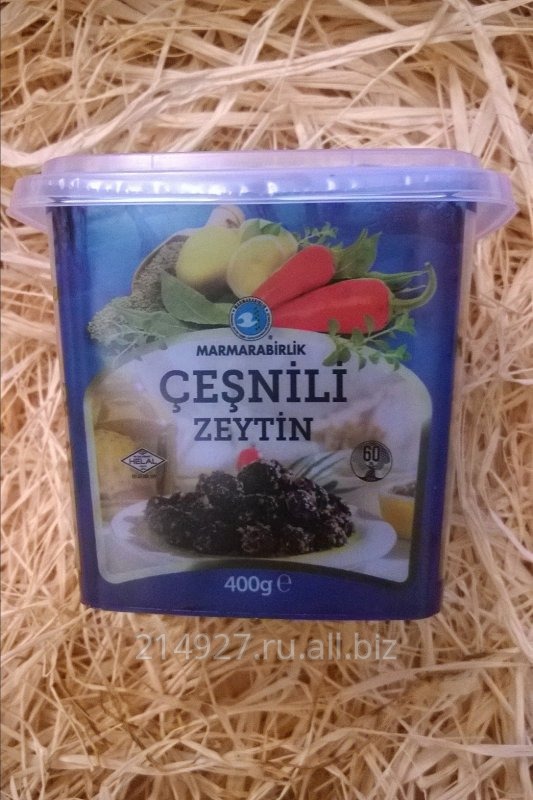 MARMARABİRLİK
ÇEŞNİLİ
ZEYTİN
HELAL
60
400g ℮
214927.ru.all.biz